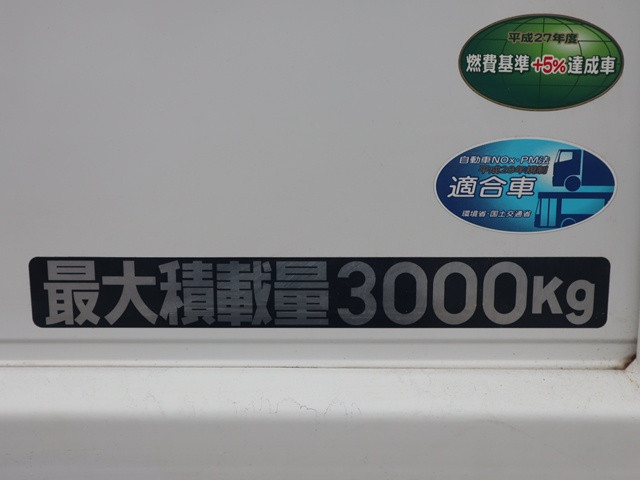 平成27年度
燃費基準+5%達成車
自動車NOx・PM法
適合車
環境省・国土交通省
最大積載量3000Kg